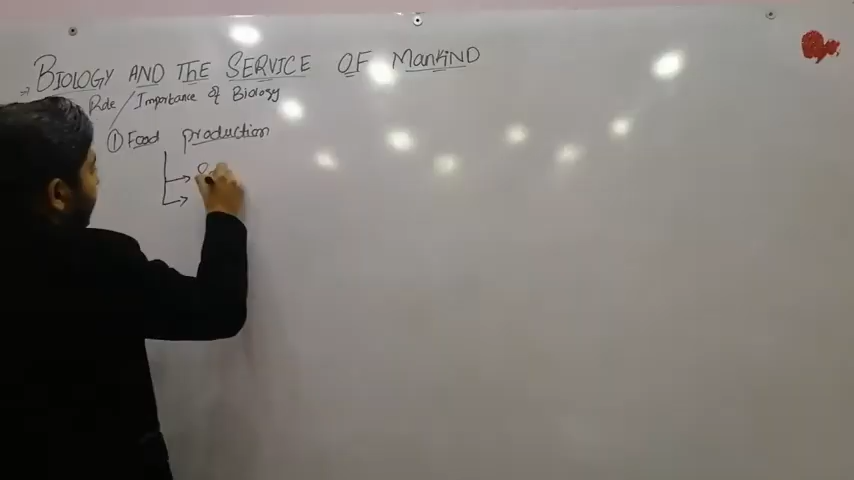 BIOLOGY AND THE SERVICE OF MANKIND
Role / Importance of Biology
① Food production